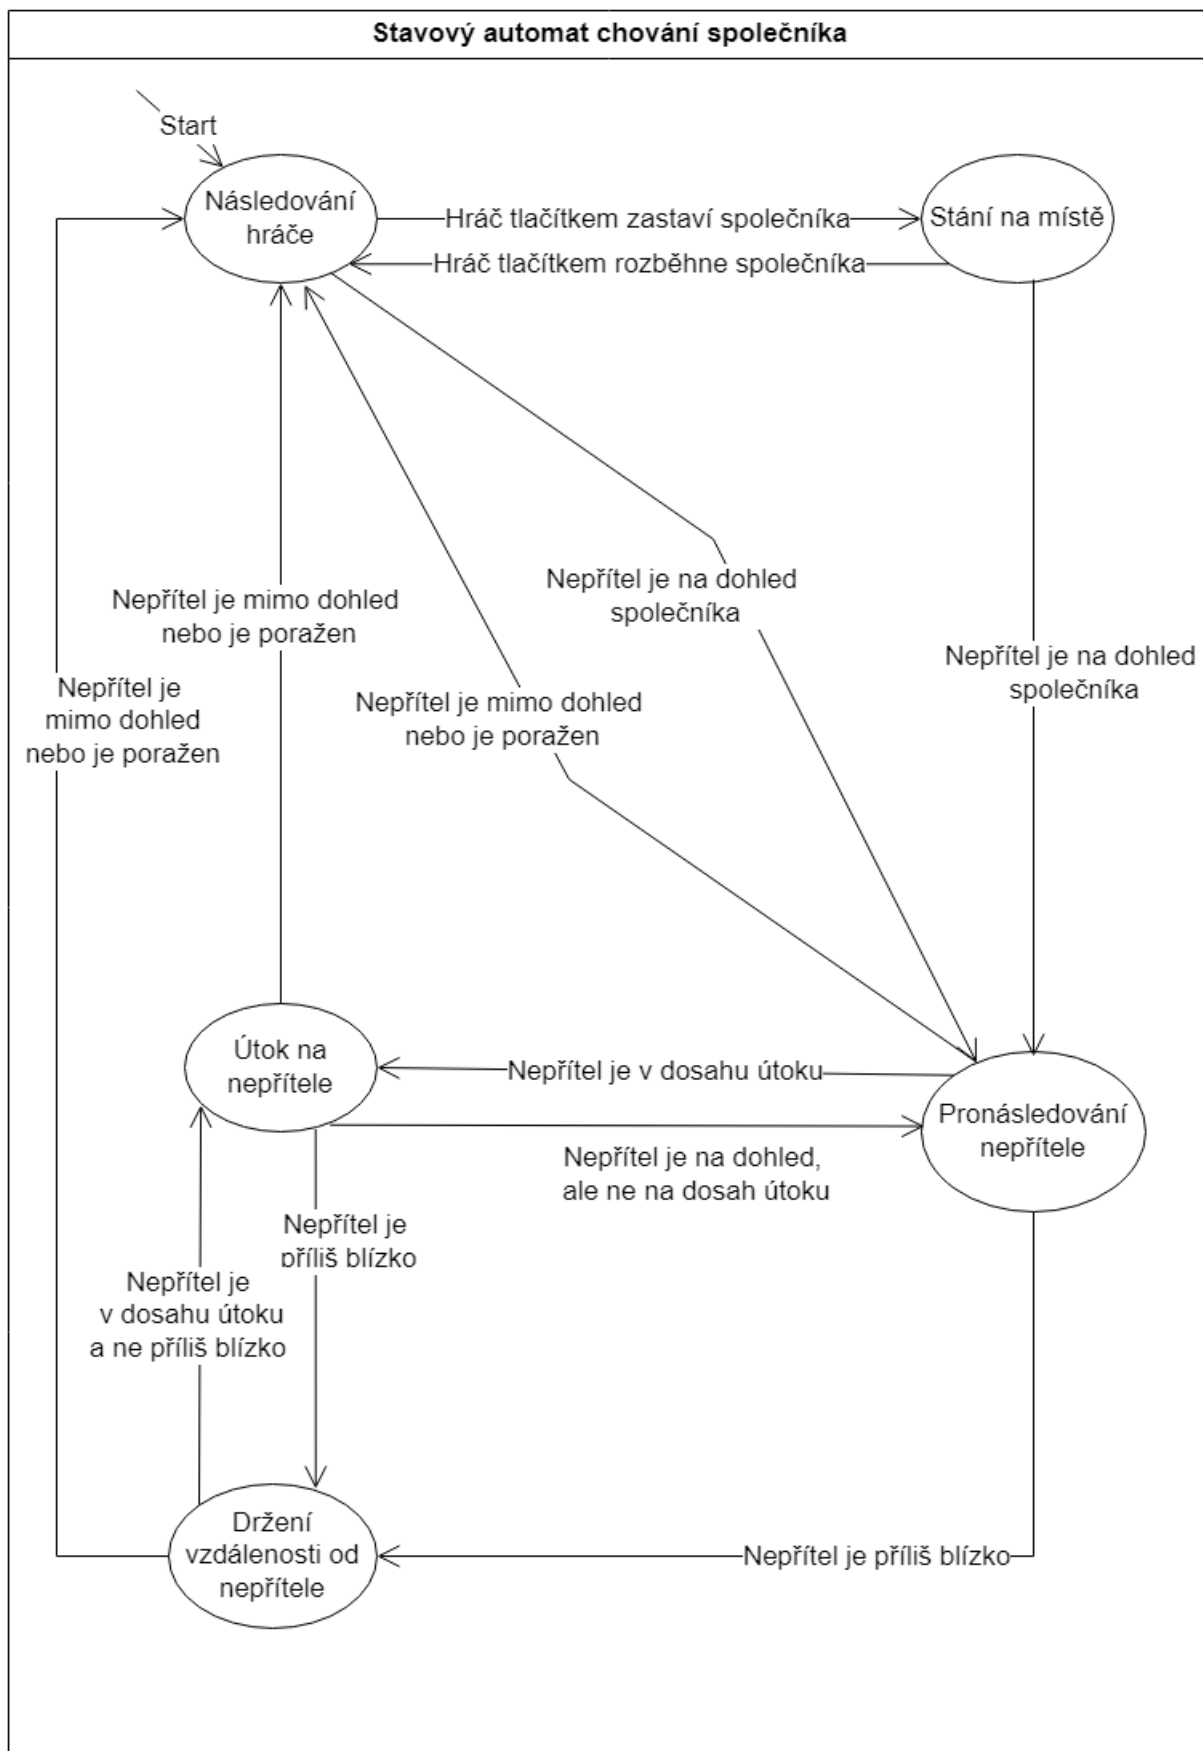 Stavový automat chování společníka
Start
Následování
hráče
Hráč tlačítkem zastaví společníka
Stání na místě
Hráč tlačítkem rozběhne společníka
Nepřítel je na dohled
společníka
Nepřítel je mimo dohled
nebo je poražen
Nepřítel je na dohled
společníka
Nepřítel je
mimo dohled
nebo je poražen
Nepřítel je mimo dohled
nebo je poražen
Útok na
nepřítele
Nepřítel je v dosahu útoku
Pronásledování
nepřítele
Nepřítel je na dohled,
ale ne na dosah útoku
Nepřítel je
příliš blízko
Nepřítel je
v dosahu útoku
a ne příliš blízko
Držení
vzdálenosti od
nepřítele
Nepřítel je příliš blízko